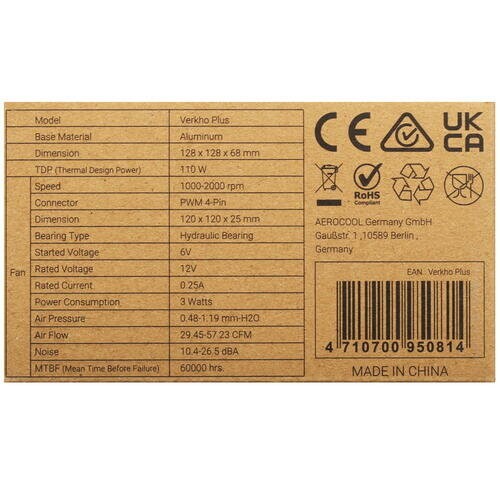 Model Verkho Plus
Base Material Aluminum
Dimension 128 x 128 x 68 mm
TDP (Thermal Design Power) 110 W
Fan
Speed 1000-2000 rpm
Connector PWM 4-Pin
Dimension 120 x 120 x 25 mm
Bearing Type Hydraulic Bearing
Started Voltage 6V
Rated Voltage 12V
Rated Current 0.25A
Power Consumption 3 Watts
Air Pressure 0.48-1.19 mm-H2O
Air Flow 29.45-57.23 CFM
Noise 10.4-26.5 dBA
MTBF (Mean Time Before Failure) 60000 hrs.
CE UK
CA
RoHS
Compliant
AEROCOOL Germany GmbH
Gaußstr. 1 ,10589 Berlin ,
Germany
EAN : Verkho Plus
4 710700 950814
MADE IN CHINA